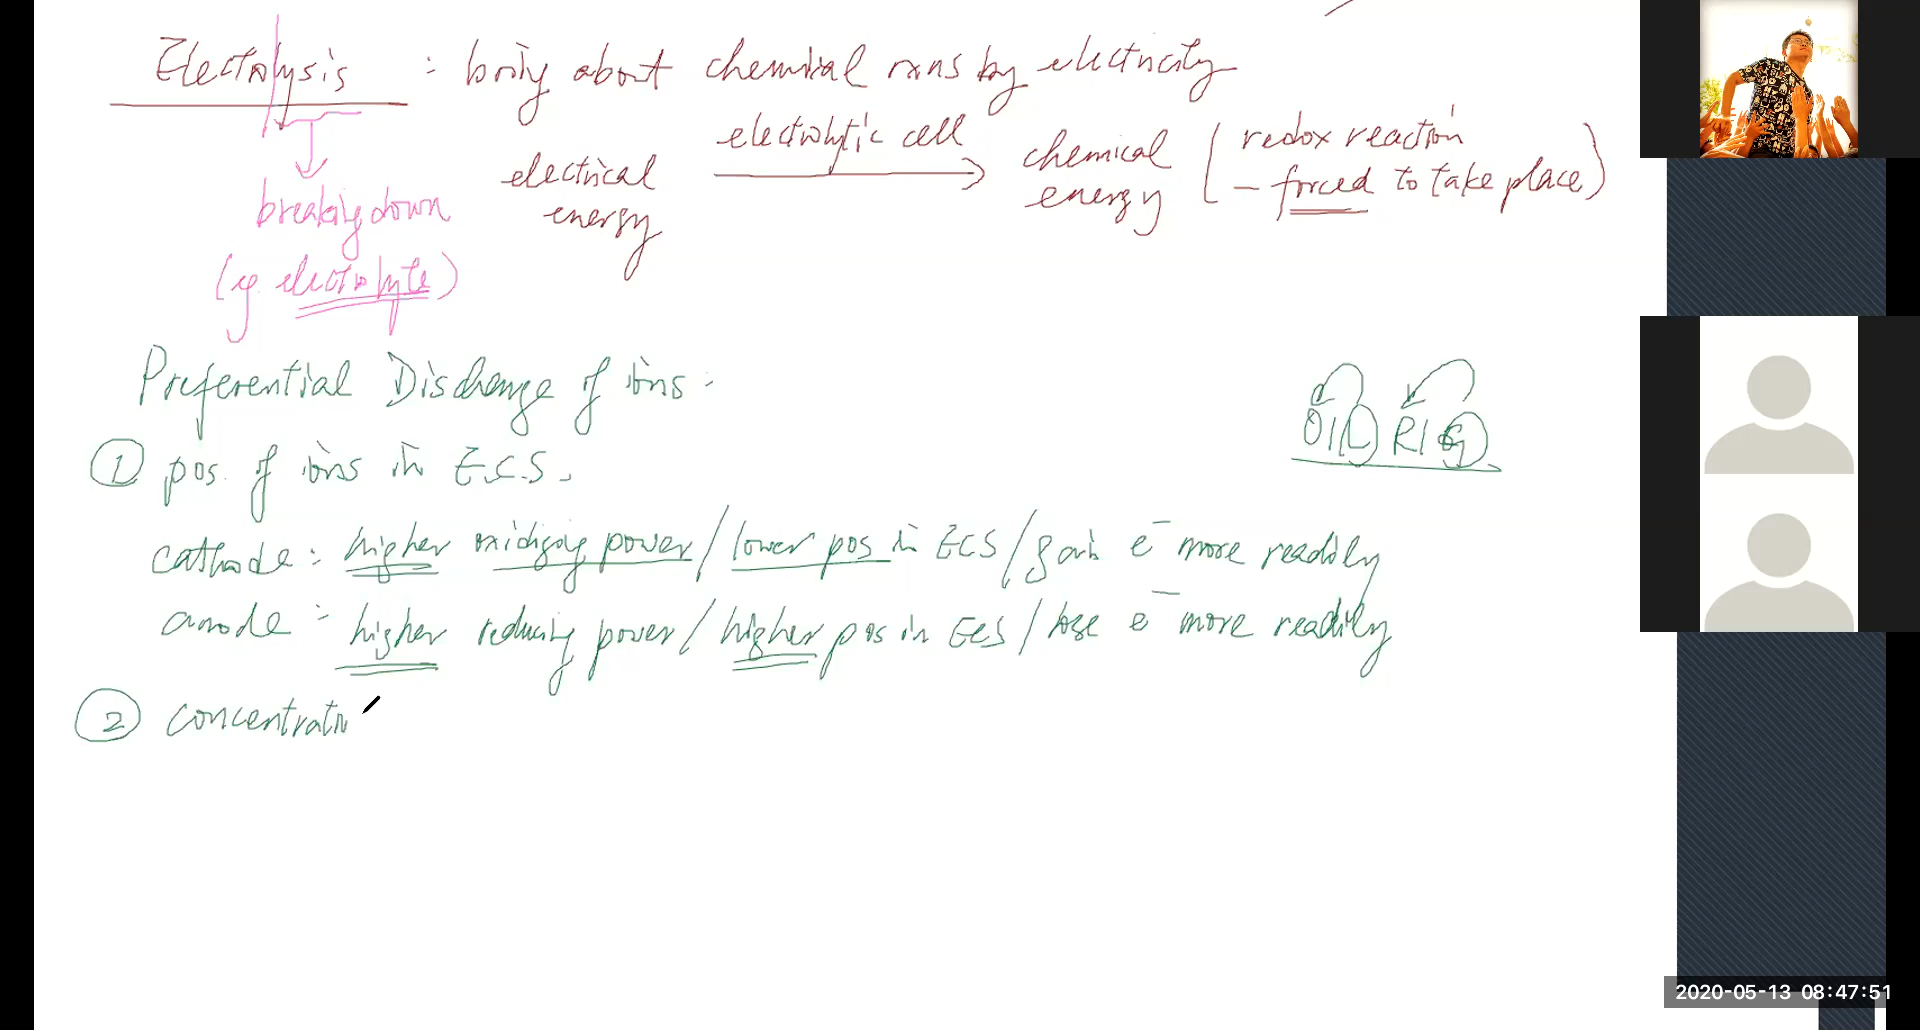 Electrolysis : bring about chemical rxns by electricity
electrical energy
electrolytic cell
chemical energy
( redox reaction
– forced to take place )
breaking down
(eg. electrolyte)
Preferential Discharge of ions :
OIL RIG
① pos. of ions in E.C.S.
cathode : higher oxidizing power / lower pos in ECS / gain e⁻ more readily
anode : higher reducing power / higher pos in ECS / lose e⁻ more readily
② concentratin
2020-05-13 08:47:51